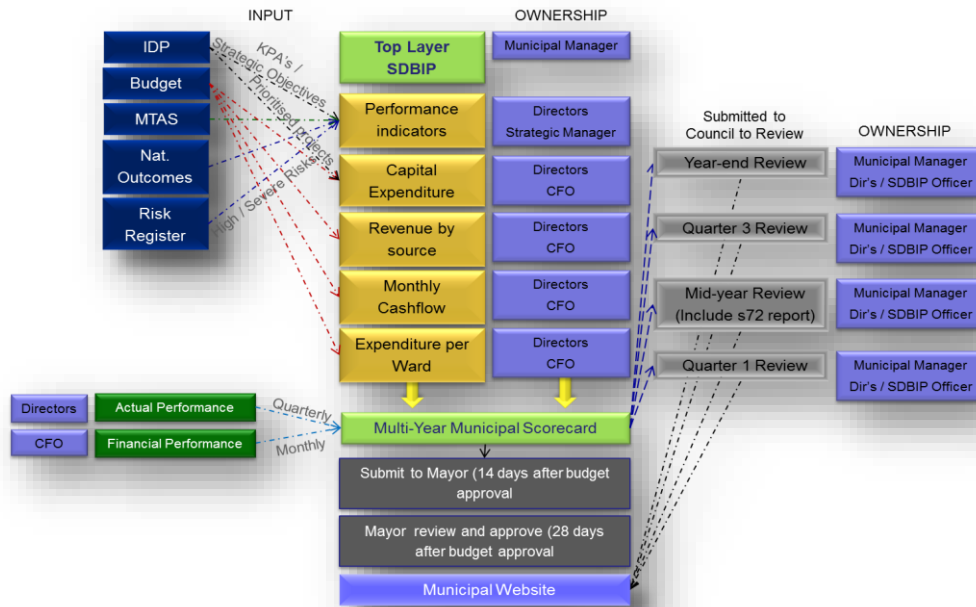 INPUT
OWNERSHIP
IDP
Budget
MTAS
Nat.
Outcomes
Risk
Register
KPA's /
Strategic Objectives
Prioritised projects
High / Severe Risks
Top Layer
SDBIP
Municipal Manager
Performance
indicators
Directors
Strategic Manager
Capital
Expenditure
Directors
CFO
Revenue by
source
Directors
CFO
Monthly
Cashflow
Directors
CFO
Expenditure per
Ward
Directors
CFO
Submitted to
Council to Review
OWNERSHIP
Year-end Review
Municipal Manager
Dir's / SDBIP Officer
Quarter 3 Review
Municipal Manager
Dir's / SDBIP Officer
Mid-year Review
(Include s72 report)
Municipal Manager
Dir's / SDBIP Officer
Quarter 1 Review
Municipal Manager
Dir's / SDBIP Officer
Directors
Actual Performance
Quarterly
CFO
Financial Performance
Monthly
Multi-Year Municipal Scorecard
Submit to Mayor (14 days after budget
approval
Mayor review and approve (28 days
after budget approval
Municipal Website